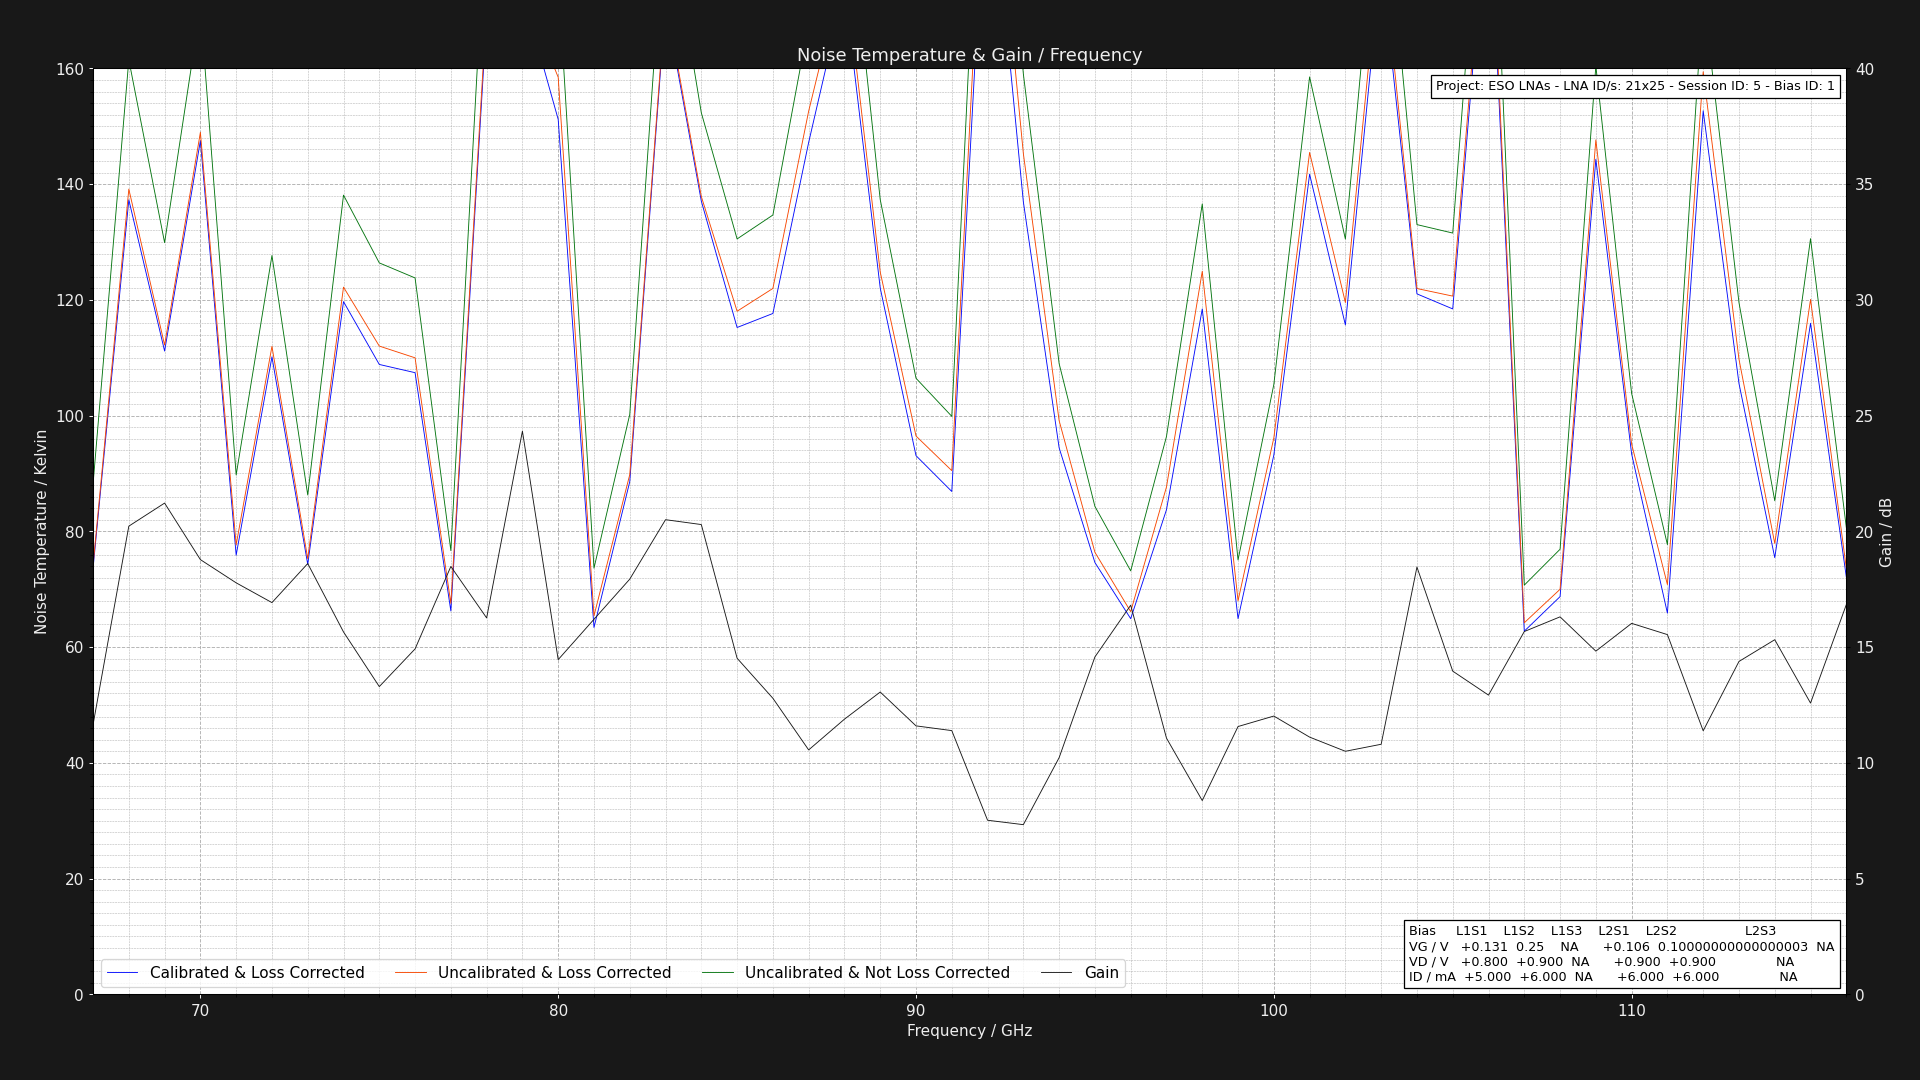 Noise Temperature & Gain / Frequency
Project: ESO LNAs - LNA ID/s: 21x25 - Session ID: 5 - Bias ID: 1
160
140
120
100
80
60
40
20
0
Noise Temperature / Kelvin
40
35
30
25
20
15
10
5
0
Gain / dB
Bias L1S1 L1S2 L1S3 L2S1 L2S2 L2S3
VG / V +0.131 0.25 NA +0.106 0.10000000000000003 NA
VD / V +0.800 +0.900 NA +0.900 +0.900 NA
ID / mA +5.000 +6.000 NA +6.000 +6.000 NA
Calibrated & Loss Corrected Uncalibrated & Loss Corrected Uncalibrated & Not Loss Corrected Gain
70 80 90 100 110
Frequency / GHz